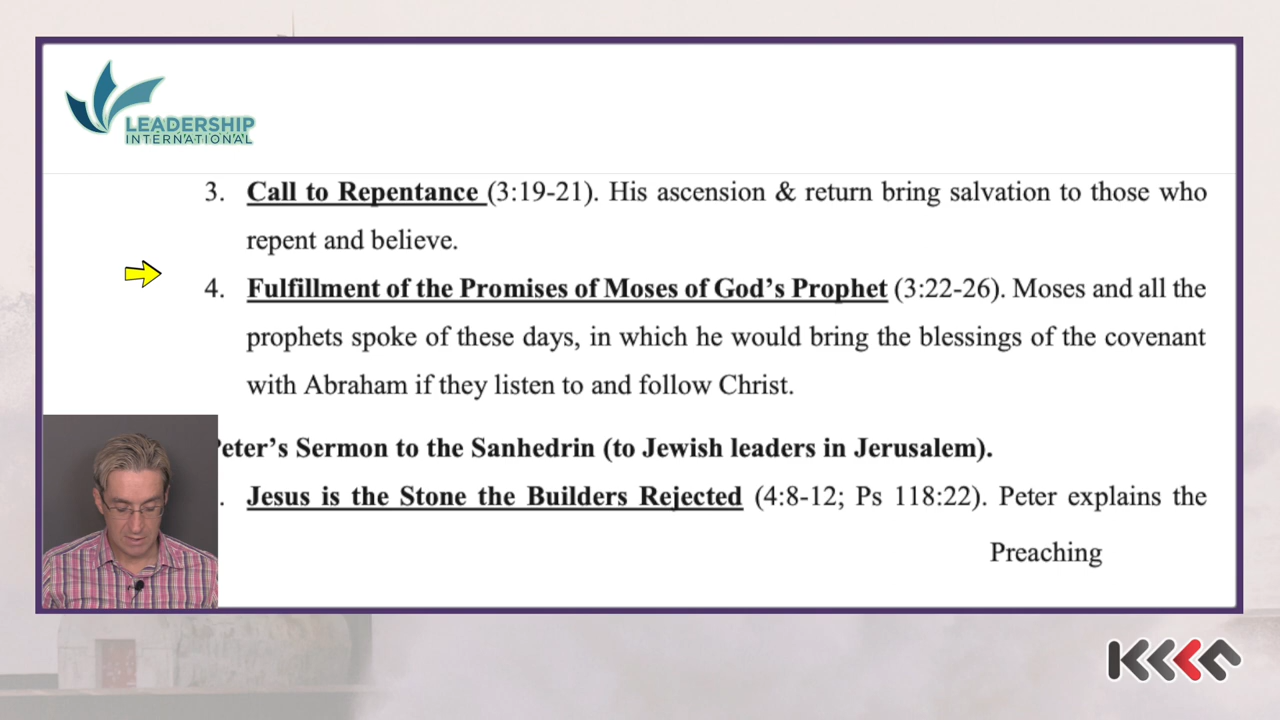 LEADERSHIP
INTERNATIONAL
3. Call to Repentance (3:19-21). His ascension & return bring salvation to those who
repent and believe.
4. Fulfillment of the Promises of Moses of God’s Prophet (3:22-26). Moses and all the
prophets spoke of these days, in which he would bring the blessings of the covenant
with Abraham if they listen to and follow Christ.
Peter’s Sermon to the Sanhedrin (to Jewish leaders in Jerusalem).
. Jesus is the Stone the Builders Rejected (4:8-12; Ps 118:22). Peter explains the
Preaching